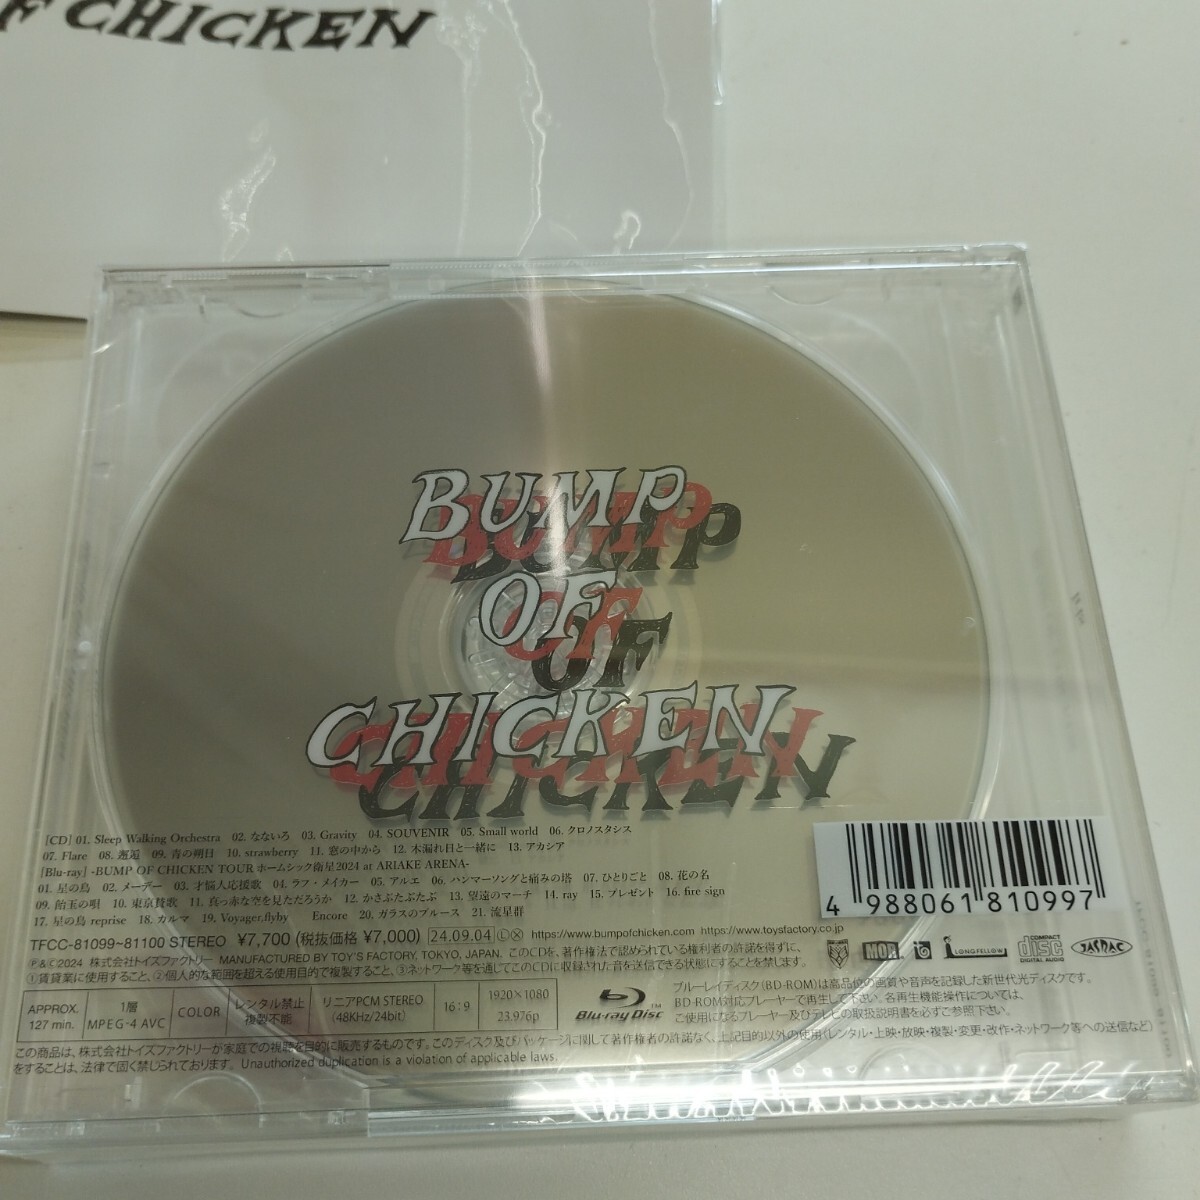 F CHICKEN
BUMP
OF
CHICKEN
[CD] 01. Sleep Walking Orchestra 02. なないろ 03. Gravity 04. SOUVENIR 05. Small world 06. クロノスタシス
07. Flare 08. 邂逅 09. 青の朔日 10. strawberry 11. 窓の中から 12. 木漏れ日と一緒に 13. アカシア
[Blu-ray] -BUMP OF CHICKEN TOUR ホームシック衛星2024 at ARIAKE ARENA-
01. 星の鳥 02. メーデー 03. 才悩人応援歌 04. ラフ・メイカー 05. アルエ 06. ハンマーソングと痛みの塔 07. ひとりごと 08. 花の名
09. 飴玉の唄 10. 東京賛歌 11. 真っ赤な空を見ただろうか 12. かさぶたぶたぶ 13. 望遠のマーチ 14. ray 15. プレゼント 16. fire sign
17. 星の鳥 reprise 18. カルマ 19. Voyager,flyby Encore 20. ガラスのブルース 21. 流星群
4 988061 810997
TFCC-81099~81100 STEREO ¥7,700 (税抜価格 ¥7,000) 24.09.04 Ⓛ Ⓧ https://www.bumpofchicken.com https://www.toysfactory.co.jp
Ⓟ&Ⓒ2024 株式会社トイズファクトリー MANUFACTURED BY TOY'S FACTORY, TOKYO, JAPAN. このCDを、著作権法で認められている権利者の許諾を得ずに、
①賃貸業に使用すること、②個人的な範囲を超える使用目的で複製すること、③ネットワーク等を通してこのCDに収録された音を送信できる状態にすることを禁じます。
MOR LONGFELLOW COMPACT disc DIGITAL AUDIO JASRAC
APPROX. 127 min. 1層 MPEG-4 AVC COLOR レンタル禁止 複製不能 リニアPCM STEREO (48KHz/24bit) 16:9 1920×1080 23.976p Blu-ray Disc™
ブルーレイディスク(BD-ROM)は高品位の画質や音声を記録した新世代光ディスクです。
BD-ROM対応プレーヤーで再生して下さい。各再生機能操作については、
ご使用になるプレーヤー及びテレビの取扱説明書を必ずご参照下さい。
この商品は、株式会社トイズファクトリーが家庭での視聴を目的に販売するものです。このディスク及びパッケージに関して著作権者の許諾なく、上記目的以外の使用(レンタル・上映・放映・複製・変更・改作・ネットワーク等への送信など)
をすることは、法律で固く禁じられております。Unauthorized duplication is a violation of applicable laws.